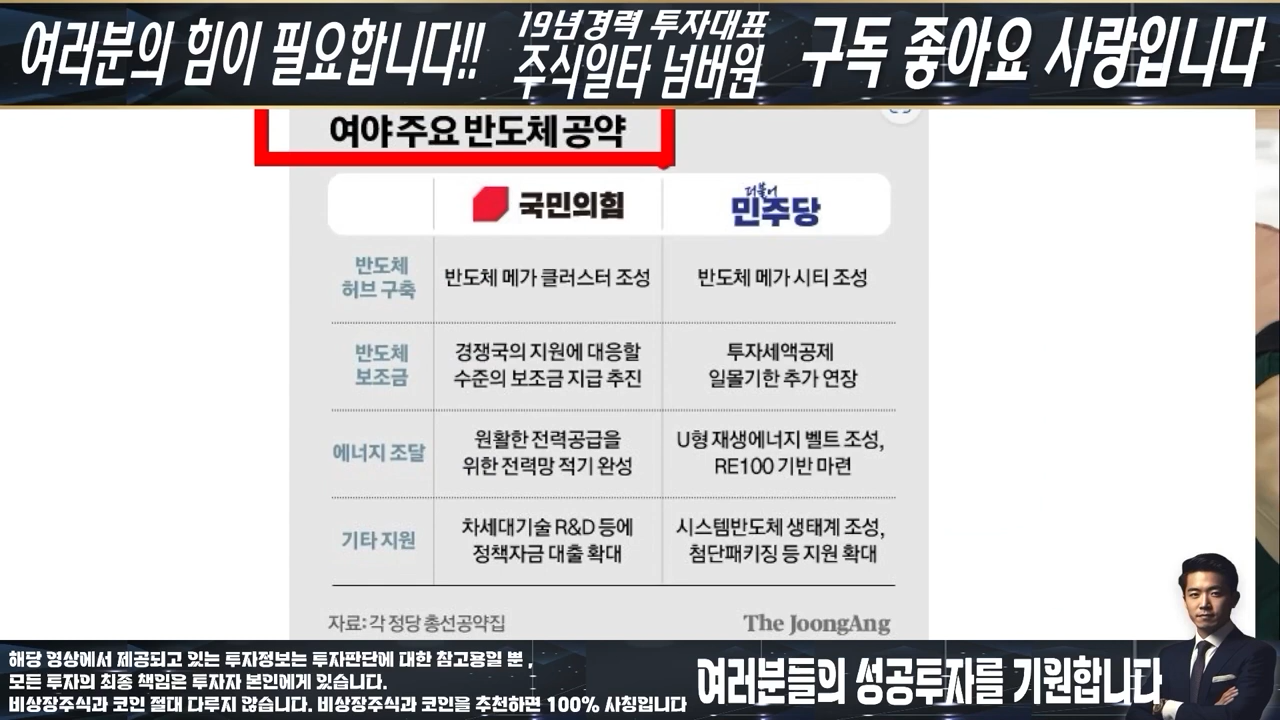 여러분의 힘이 필요합니다!!
19년경력 투자대표
주식일타 넘버원
구독 좋아요 사랑입니다
여야 주요 반도체 공약
국민의힘
더불어
민주당
반도체
허브 구축
반도체 메가 클러스터 조성
반도체 메가 시티 조성
반도체
보조금
경쟁국의 지원에 대응할
수준의 보조금 지급 추진
투자세액공제
일몰기한 추가 연장
에너지 조달
원활한 전력공급을
위한 전력망 적기 완성
U형 재생에너지 벨트 조성,
RE100 기반 마련
기타 지원
차세대기술 R&D 등에
정책자금 대출 확대
시스템반도체 생태계 조성,
첨단패키징 등 지원 확대
자료: 각 정당 총선공약집
The JoongAng
해당 영상에서 제공되고 있는 투자정보는 투자판단에 대한 참고용일 뿐 ,
모든 투자의 최종 책임은 투자자 본인에게 있습니다.
비상장주식과 코인 절대 다루지 않습니다. 비상장주식과 코인을 추천하면 100% 사칭입니다
여러분들의 성공투자를 기원합니다